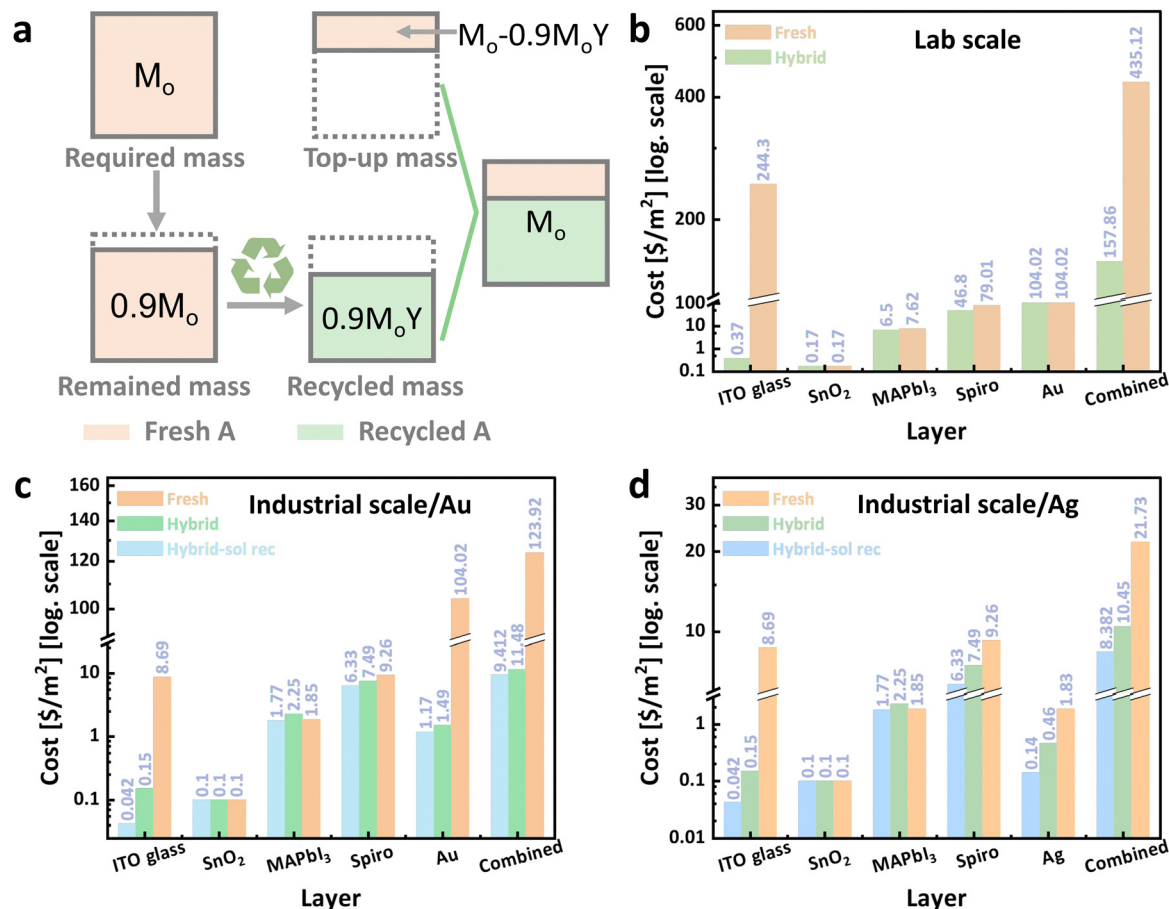 a
Mₒ
Required mass
Mₒ-0.9MₒY
Top-up mass
0.9Mₒ
Remained mass
0.9MₒY
Recycled mass
Mₒ
Fresh A
Recycled A
b
Lab scale
Fresh
Hybrid
Cost [$/m²] [log. scale]
600
400
200
100
10
1
0.1
0.37
244.3
0.17
0.17
6.5
7.62
46.8
79.01
104.02
104.02
157.86
435.12
ITO glass
SnO₂
MAPbI₃
Spiro
Au
Combined
Layer
c
Industrial scale/Au
Fresh
Hybrid
Hybrid-sol rec
Cost [$/m²] [log. scale]
160
140
120
100
10
1
0.1
0.042
0.15
8.69
0.1
0.1
0.1
1.77
2.25
1.85
6.33
7.49
9.26
1.17
1.49
104.02
9.412
11.48
123.92
ITO glass
SnO₂
MAPbI₃
Spiro
Au
Combined
Layer
d
Industrial scale/Ag
Fresh
Hybrid
Hybrid-sol rec
Cost [$/m²] [log. scale]
30
20
10
1
0.1
0.01
0.042
0.15
8.69
0.1
0.1
0.1
1.77
2.25
1.85
6.33
7.49
9.26
0.14
0.46
1.83
8.382
10.45
21.73
ITO glass
SnO₂
MAPbI₃
Spiro
Ag
Combined
Layer